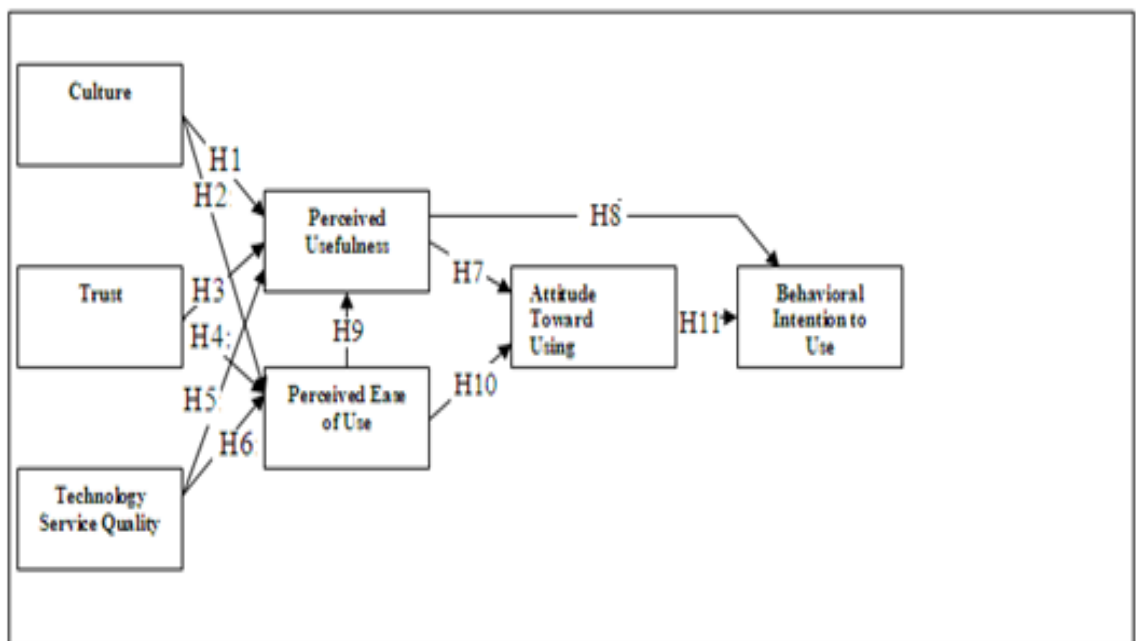 Culture
H1
H2
Perceived
Usefulness
H8
Trust
H3
H7
Attitude
Toward
Using
Behavioral
Intention to
Use
H4
H9
H11
H5
Perceived Ease
of Use
H10
H6
Technology
Service Quality